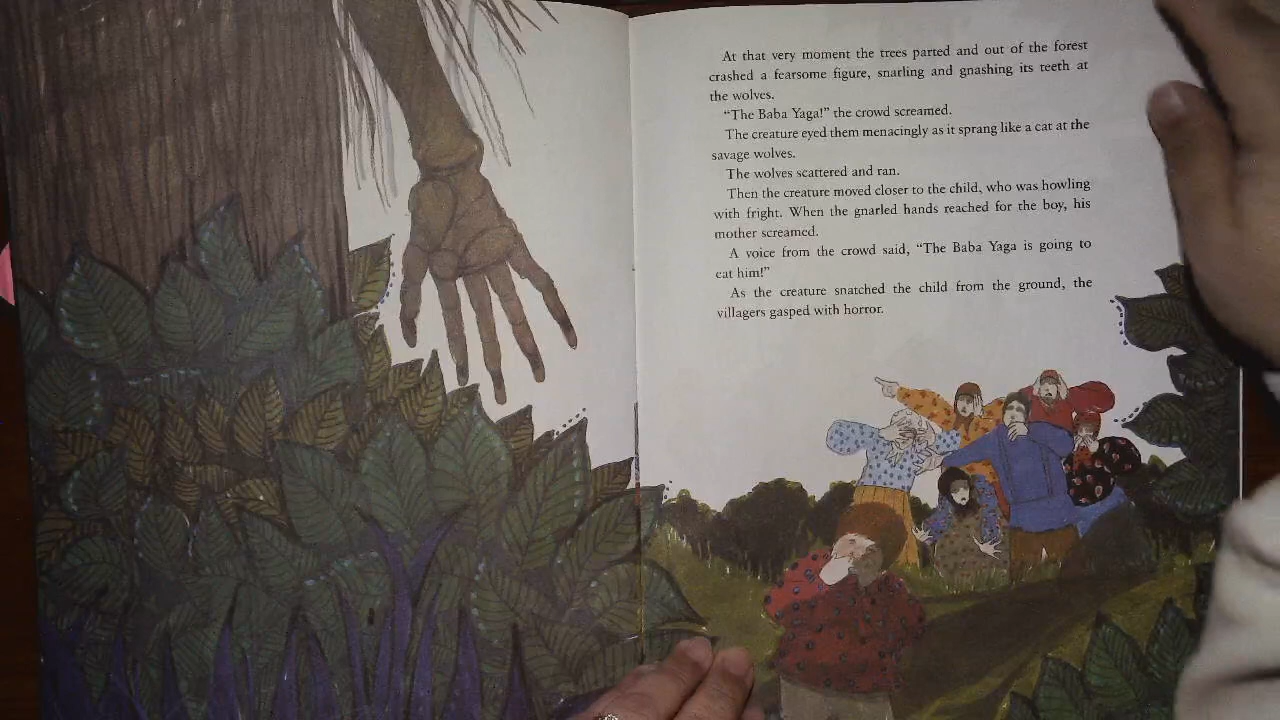 At that very moment the trees parted and out of the forest
crashed a fearsome figure, snarling and gnashing its teeth at
the wolves.
“The Baba Yaga!” the crowd screamed.
The creature eyed them menacingly as it sprang like a cat at the
savage wolves.
The wolves scattered and ran.
Then the creature moved closer to the child, who was howling
with fright. When the gnarled hands reached for the boy, his
mother screamed.
A voice from the crowd said, “The Baba Yaga is going to
eat him!”
As the creature snatched the child from the ground, the
villagers gasped with horror.